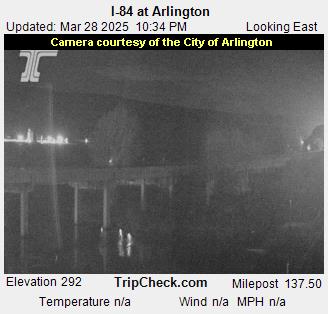 I-84 at Arlington
Updated: Mar 28 2025 10:34 PM Looking East
Camera courtesy of the City of Arlington
Elevation 292 TripCheck.com Milepost 137.50
Temperature n/a Wind n/a MPH n/a